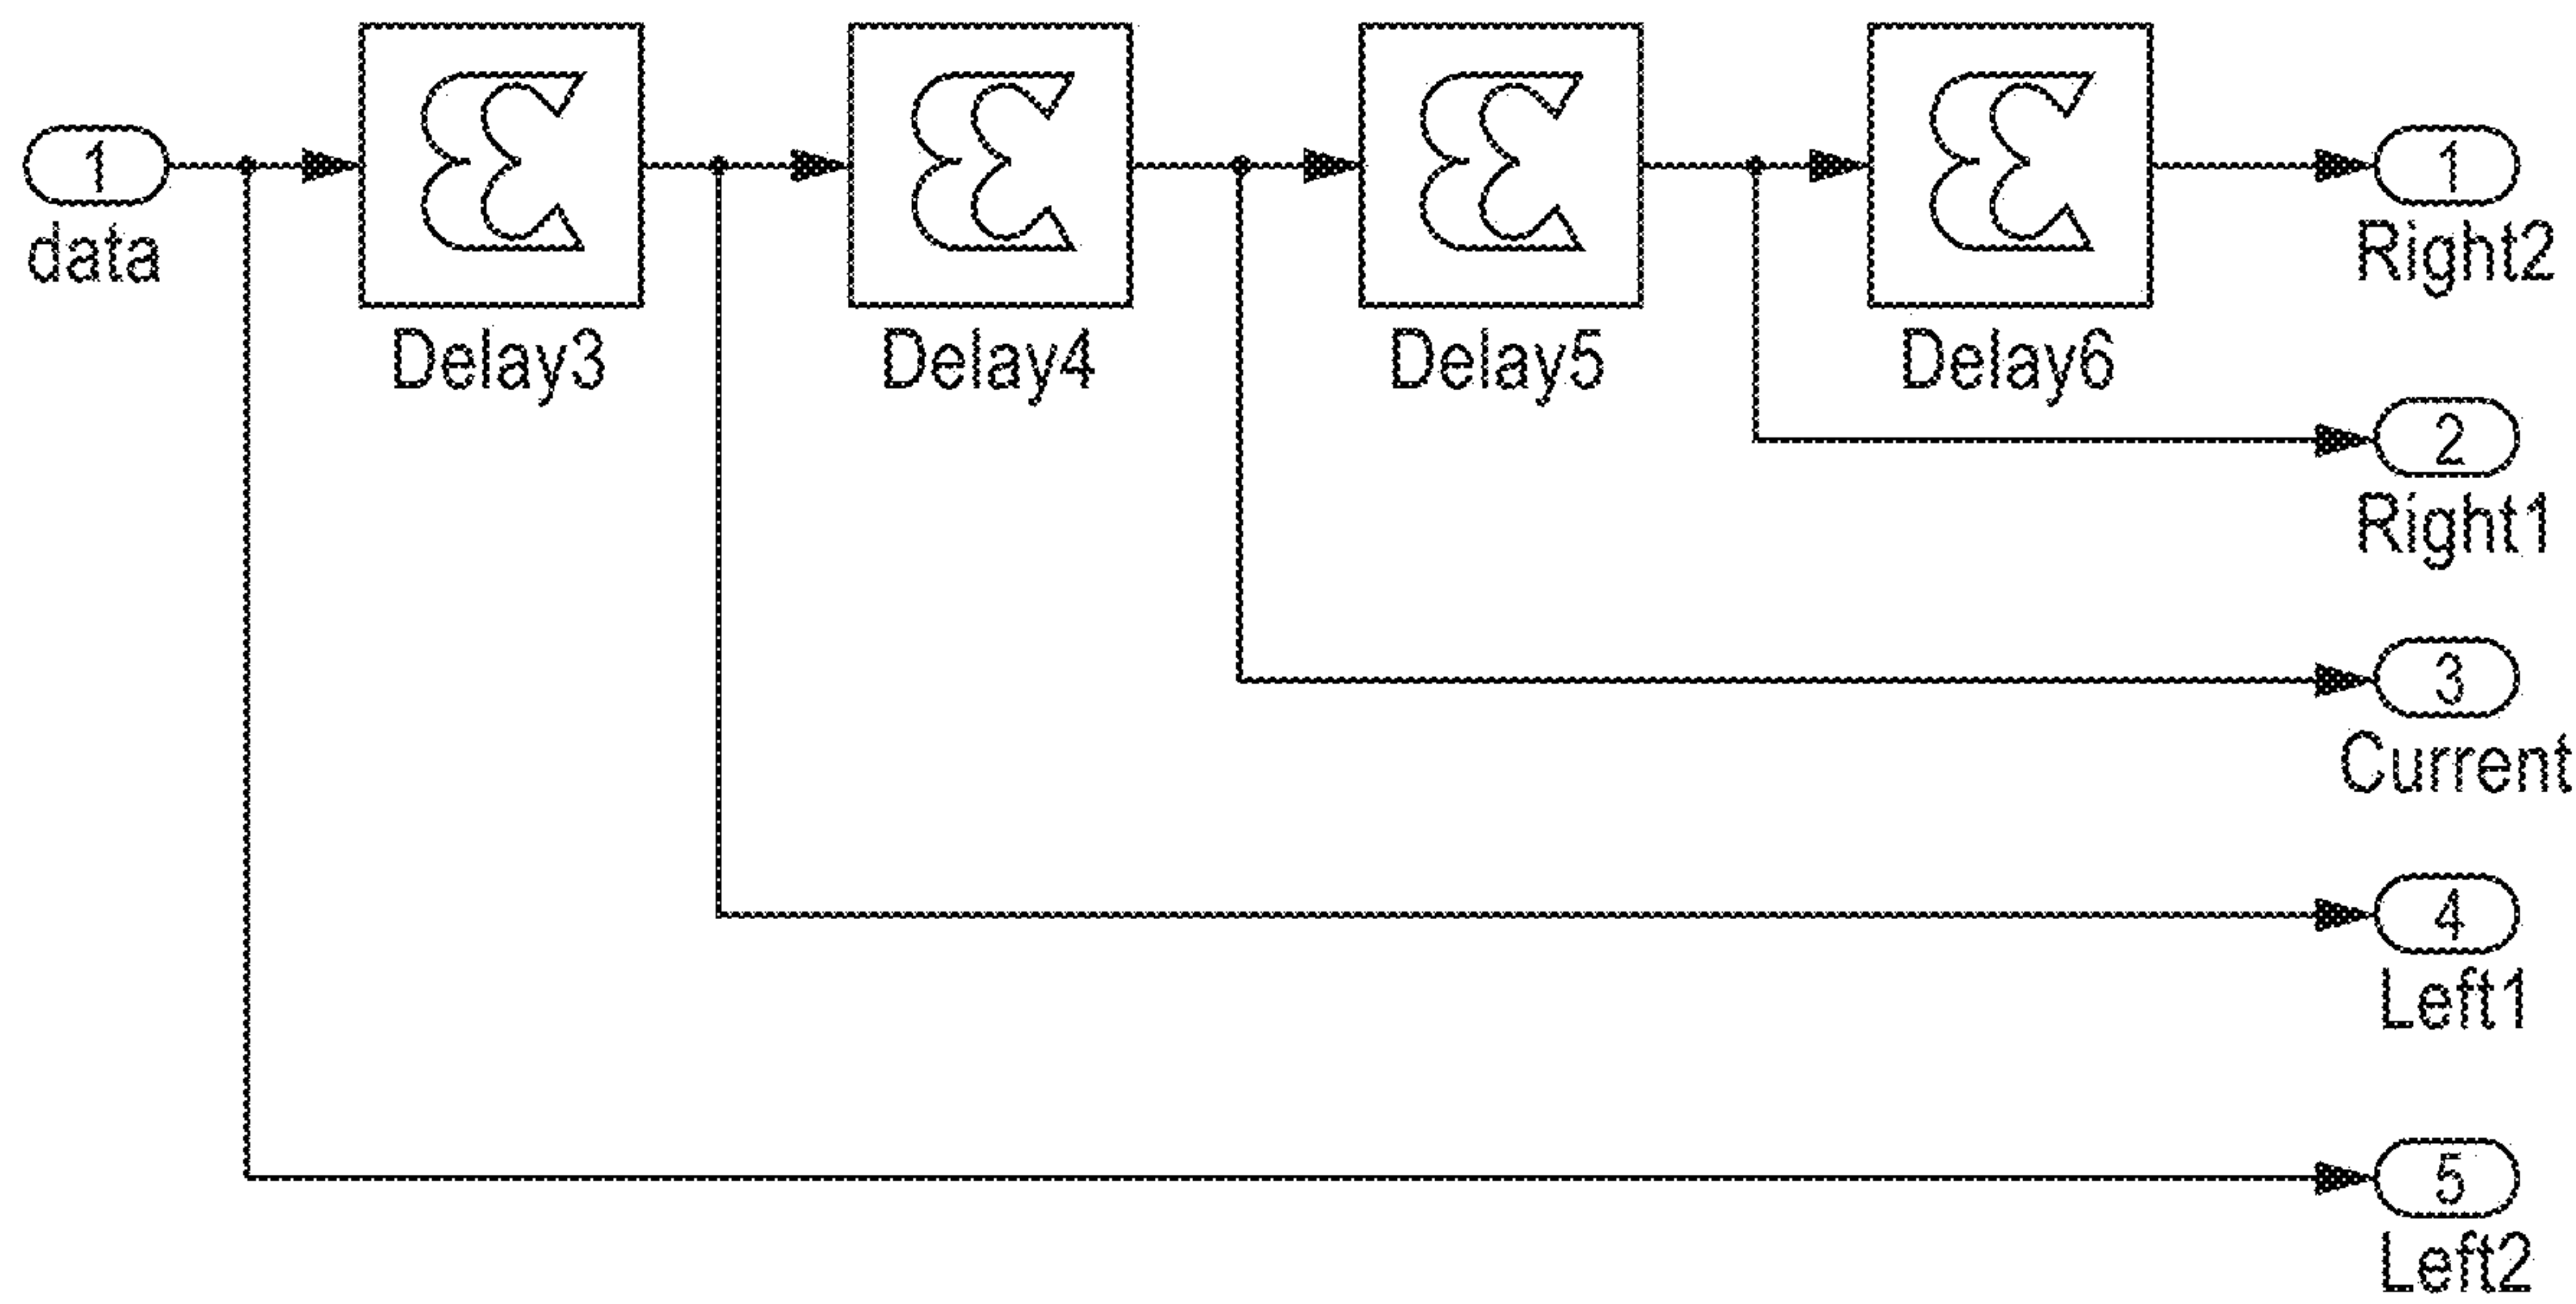 1
data
Delay3
Delay4
Delay5
Delay6
1
Right2
2
Right1
3
Current
4
Left1
5
Left2